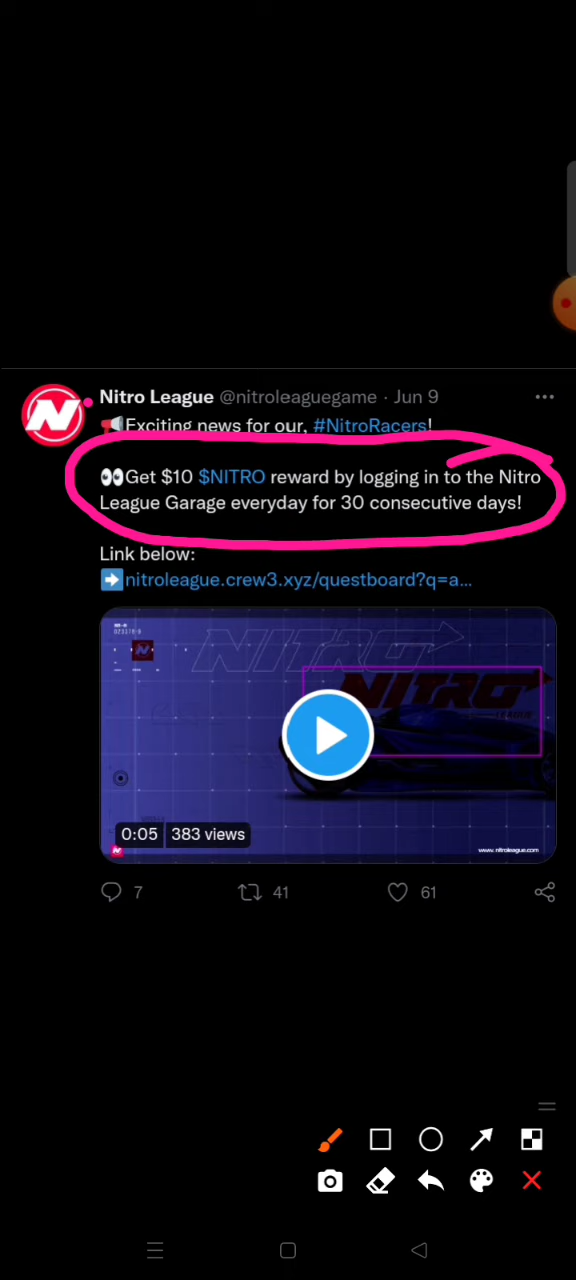 Nitro League @nitroleaguegame · Jun 9
📢Exciting news for our, #NitroRacers!
👀Get $10 $NITRO reward by logging in to the Nitro
League Garage everyday for 30 consecutive days!
Link below:
➡️nitroleague.crew3.xyz/questboard?q=a...
NITRO
NITRO
LEAGUE
0:05 383 views
www.nitroleague.com
7 41 61